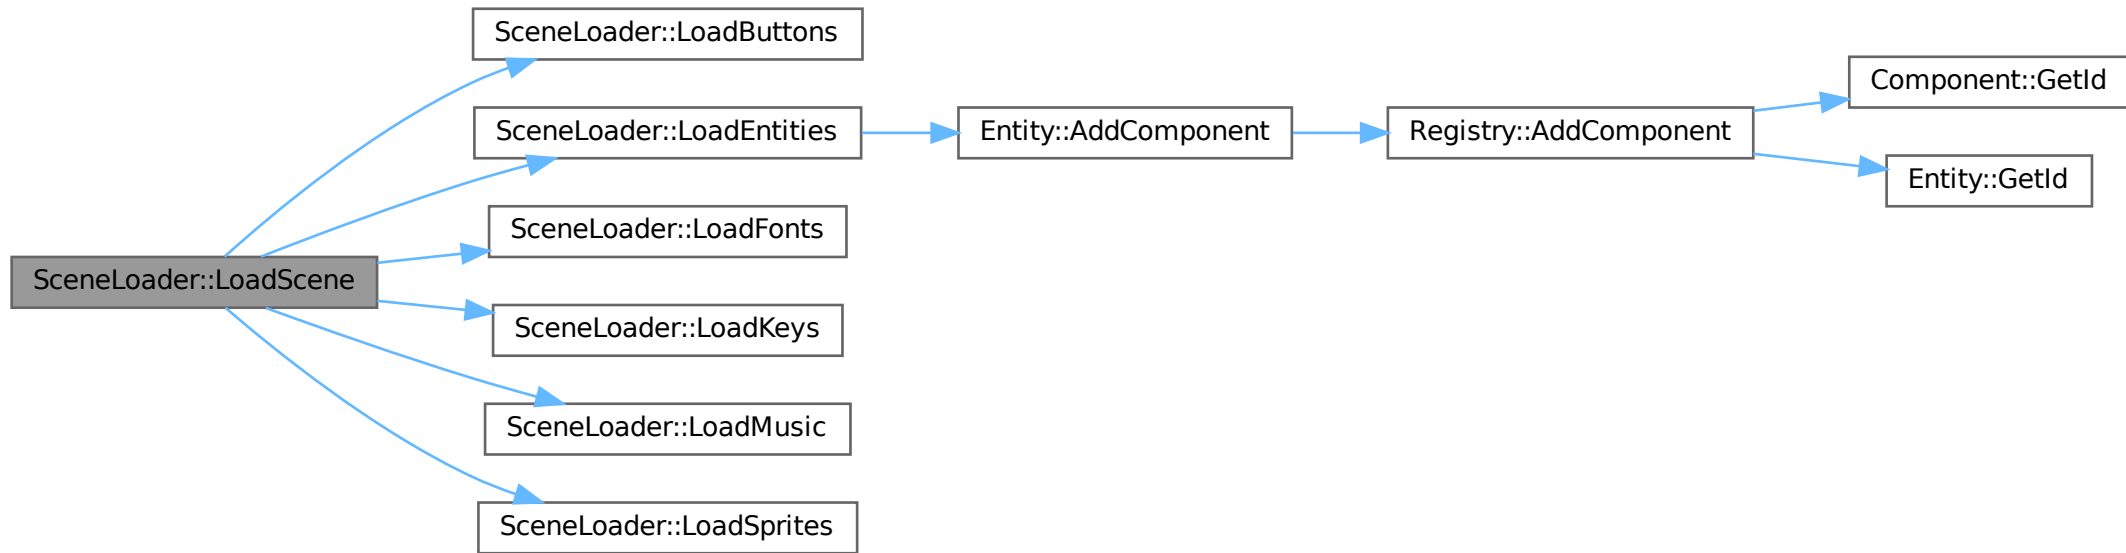 SceneLoader::LoadScene
SceneLoader::LoadButtons
SceneLoader::LoadEntities
Entity::AddComponent
Registry::AddComponent
Component::GetId
Entity::GetId
SceneLoader::LoadFonts
SceneLoader::LoadKeys
SceneLoader::LoadMusic
SceneLoader::LoadSprites